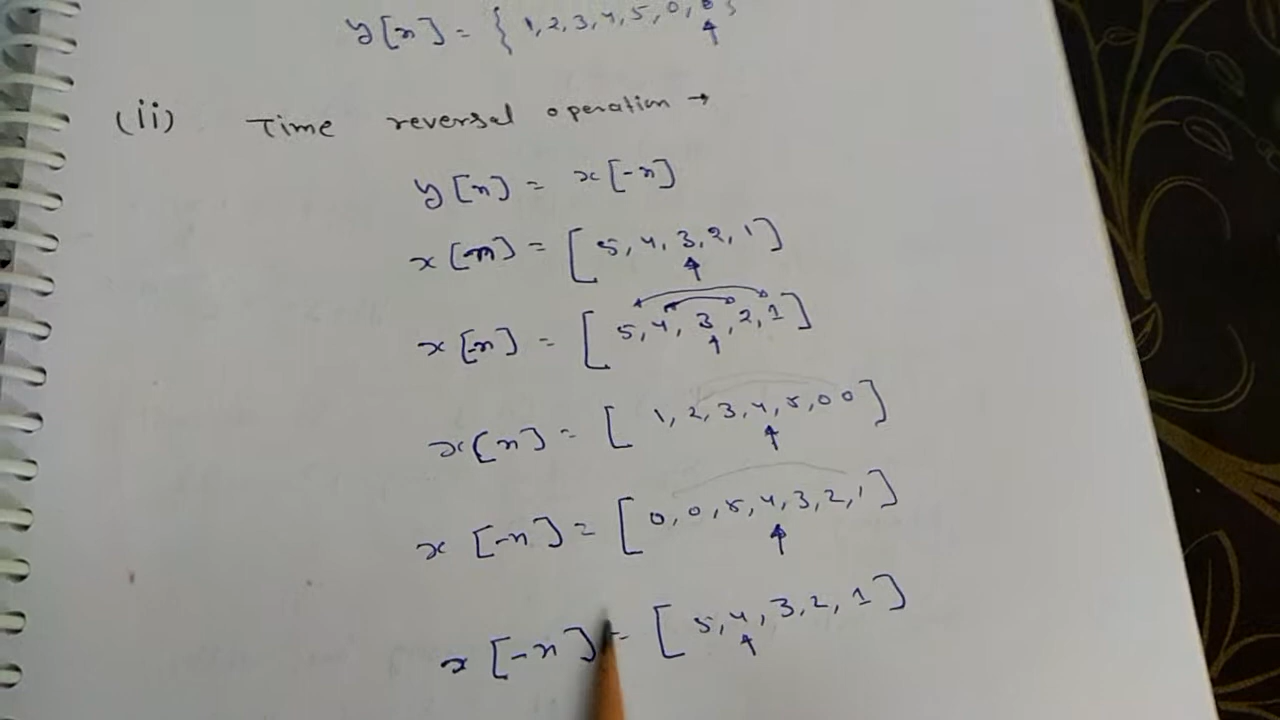 y[n] = { 1,2,3,4,5,0,0 }
↑
(ii) Time reversal operation →
y[n] = x[-n]
x[n] = [5,4,3,2,1]
↑
x[-n] = [5,4,3,2,1]
↑
x[n] = [1,2,3,4,5,0 0]
↑
x[-n] = [0,0,5,4,3,2,1]
↑
x[-n] = [5,4,3,2,1]
↑